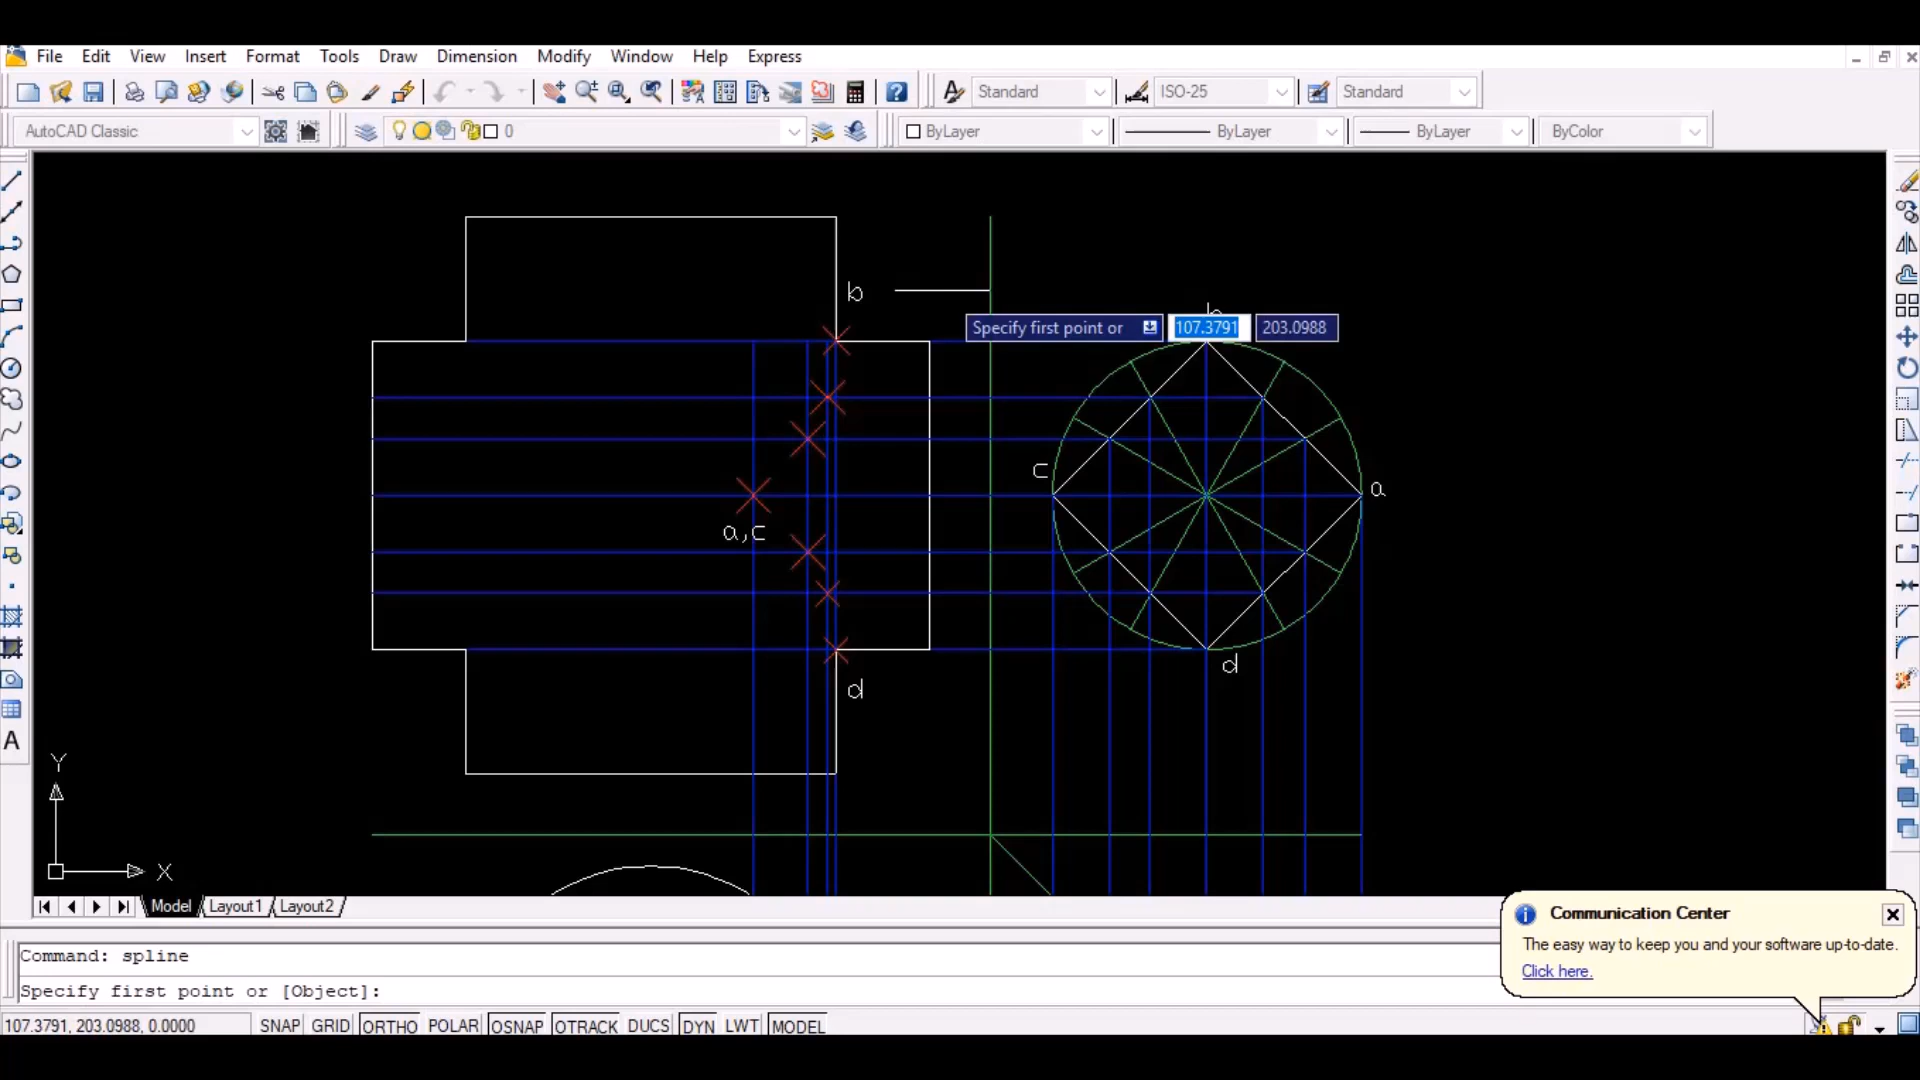 File Edit View Insert Format Tools Draw Dimension Modify Window Help Express
Standard ISO-25 Standard
AutoCAD Classic 0 ByLayer ByLayer ByLayer ByColor
b
Specify first point or 107.3791 203.0988
c
a
a,c
d
d
Y
X
A
Model Layout1 Layout2
Communication Center
The easy way to keep you and your software up-to-date.
Click here.
Command: spline
Specify first point or [Object]:
107.3791, 203.0988, 0.0000 SNAP GRID ORTHO POLAR OSNAP OTRACK DUCS DYN LWT MODEL